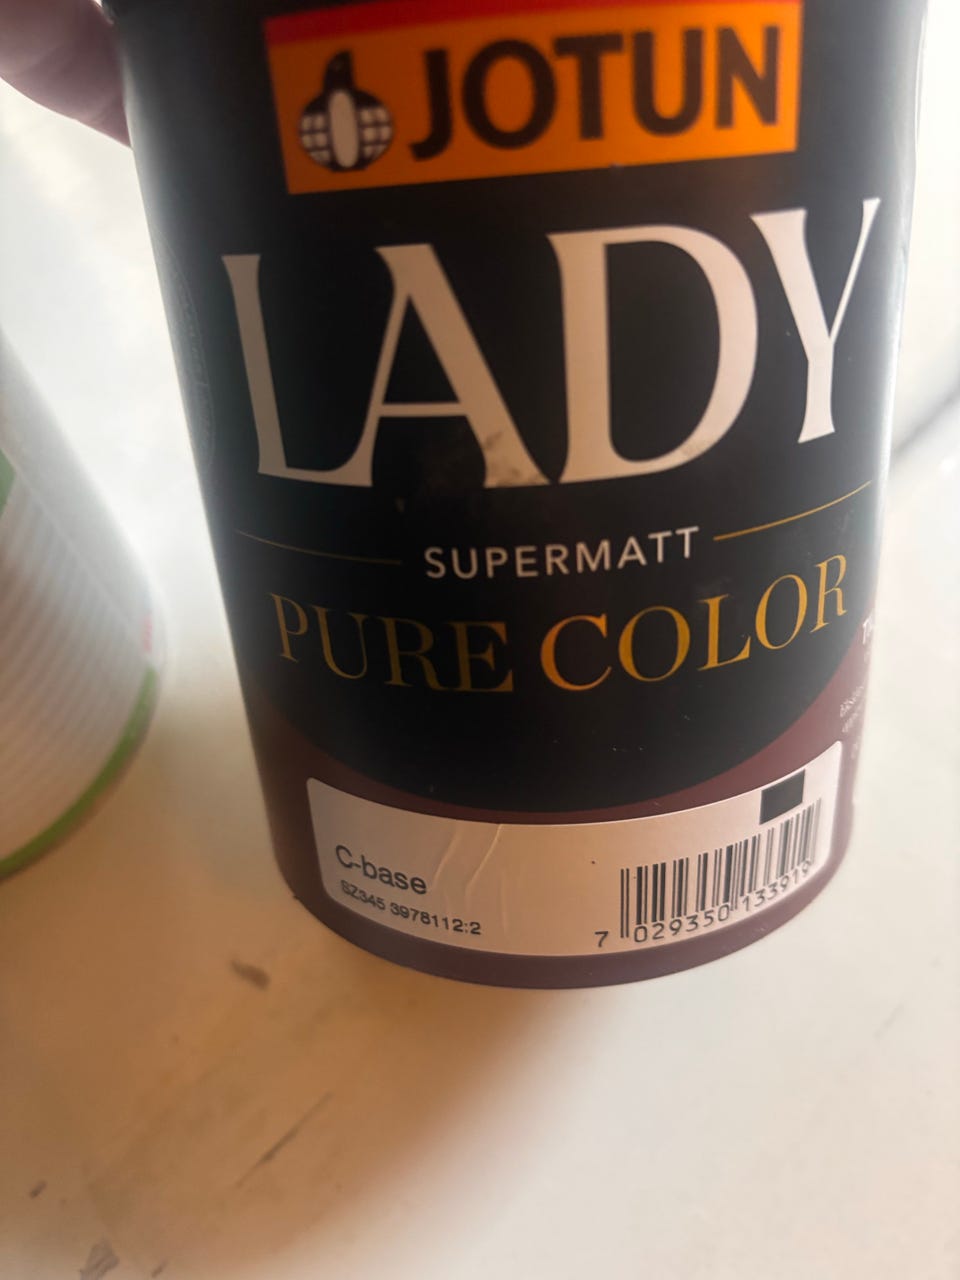 JOTUN
LADY
SUPERMATT
PURE COLOR
C-base
SZ345 3978112:2
7 029350 133919